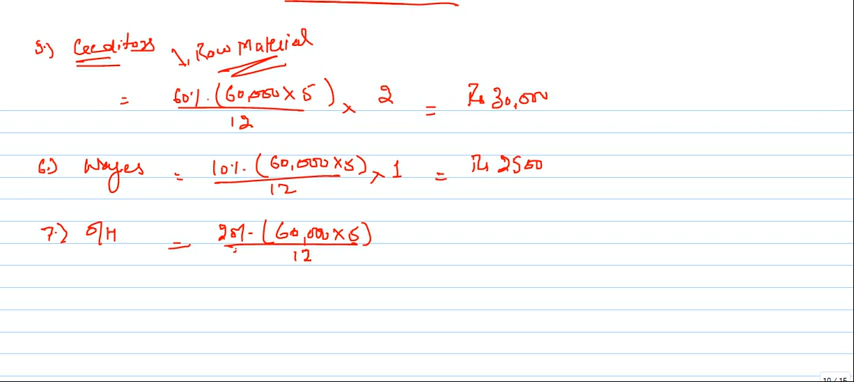 5.) Creditors
↓, Raw Material
= 60%. (60,000 x 5) / 12 x 2 = Rs 30,000
6.) Wages = 10%. (60,000 x 5) / 12 x 1 = Rs 2500
7.) O/H = 20%. (60,000 x 5) / 12